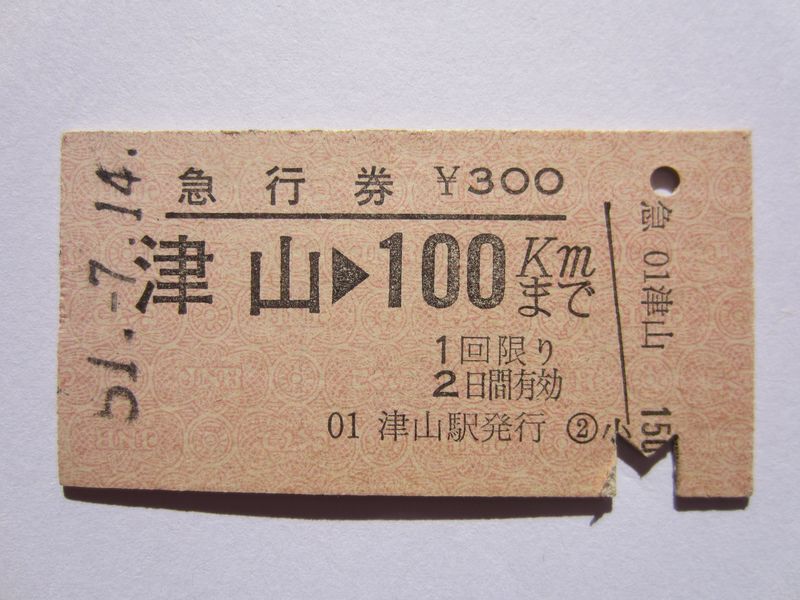 51.-7.14.
急行券 ¥300
津山▶100Kmまで
1回限り
2日間有効
01 津山駅発行 ②
小
急 01津山
150